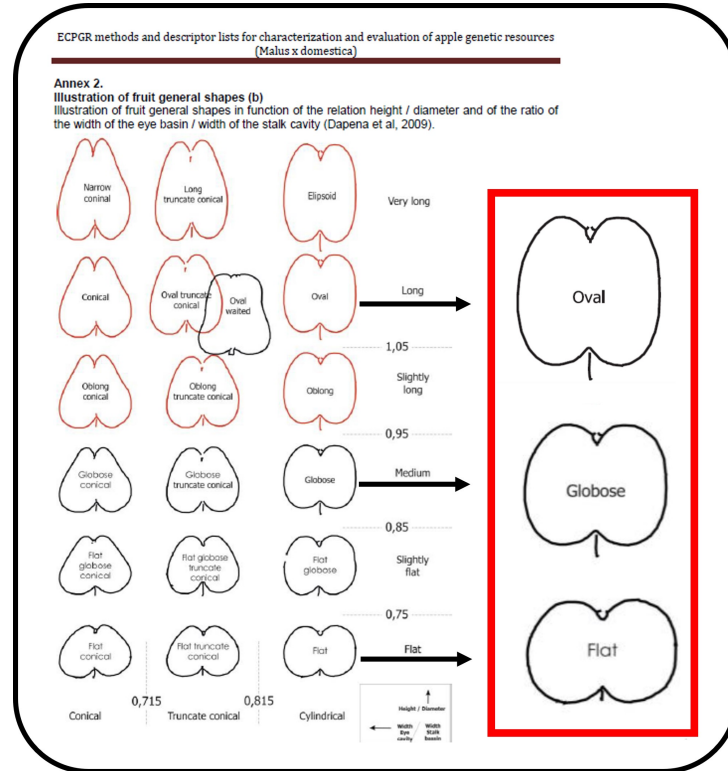 ECPGR methods and descriptor lists for characterization and evaluation of apple genetic resources
(Malus x domestica)
Annex 2.
Illustration of fruit general shapes (b)
Illustration of fruit general shapes in function of the relation height / diameter and of the ratio of
the width of the eye basin / width of the stalk cavity (Dapena et al, 2009).
Narrow
coninal
Long
truncate conical
Elipsoid
Very long
Conical
Oval truncate
conical
Oval
waited
Oval
Long
Oval
1,05
Oblong
conical
Oblong
truncate conical
Oblong
Slightly
long
0,95
Globose
conical
Globose
truncate conical
Globose
Medium
Globose
0,85
Flat
globose
conical
Flat globose
truncate
conical
Flat
globose
Slightly
flat
0,75
Flat
conical
Flat truncate
conical
Flat
Flat
Flat
0,715
0,815
Conical
Truncate conical
Cylindrical
Height / Diameter
Width
Eye
cavity
/
Width
Stalk
bassin